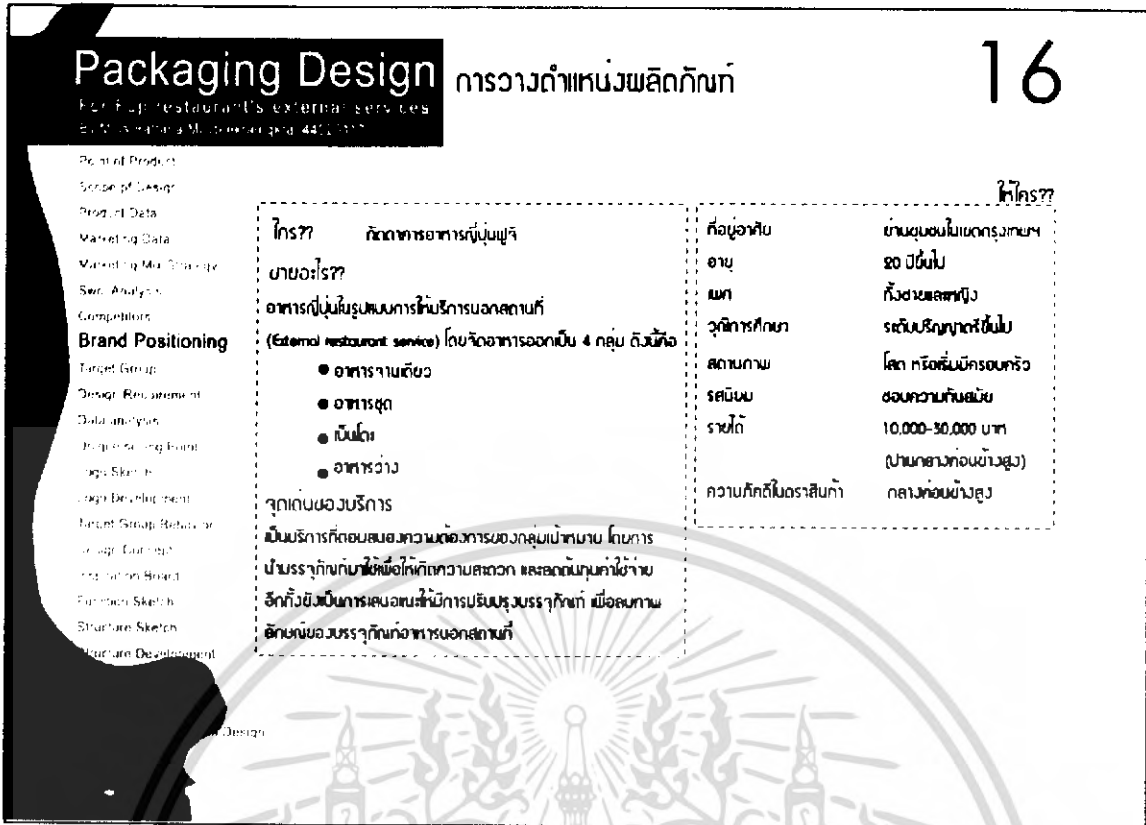 Packaging Design การวางตำแหน่งผลิตภัณฑ์
16
For Fuji restaurant's external services
Point of Product
Scope of Design
Product Data
Marketing Data
Marketing Mix Strategy
Swot Analysis
Competitors
Brand Positioning
Target Group
Design Requirement
Data analysis
Unique selling Point
Logo Sketch
Logo Development
Target Group Behavior
Design Concept
Inspiration Board
Function Sketch
Structure Sketch
Structure Development
Design
ใคร?? ภัตตาคารอาหารญี่ปุ่นฟูจิ
ขายอะไร??
อาหารญี่ปุ่นในรูปแบบการให้บริการนอกสถานที่
(External restaurant service) โดยจัดอาหารออกเป็น 4 กลุ่ม ดังนี้คือ
● อาหารจานเดียว
● อาหารชุด
● เบ็นโตะ
● อาหารว่าง
จุดเด่นของบริการ
เป็นบริการที่ตอบสนองความต้องการของกลุ่มเป้าหมาย โดยการ
นำบรรจุภัณฑ์มาใช้เพื่อให้เกิดความสะดวก และลดต้นทุนค่าใช้จ่าย
อีกทั้งยังเป็นการเสนอแนะให้มีการปรับปรุงบรรจุภัณฑ์ เพื่อลบภาพ
ลักษณ์ของบรรจุภัณฑ์อาหารนอกสถานที่
ให้ใคร??
ที่อยู่อาศัย ย่านชุมชนในเขตกรุงเทพฯ
อายุ 20 ปีขึ้นไป
เพศ ทั้งชายและหญิง
วุฒิการศึกษา ระดับปริญญาตรีขึ้นไป
สถานภาพ โสด หรือเริ่มมีครอบครัว
รสนิยม ชอบความทันสมัย
รายได้ 10,000-30,000 บาท
(ปานกลางค่อนข้างสูง)
ความภักดีในตราสินค้า กลางค่อนข้างสูง